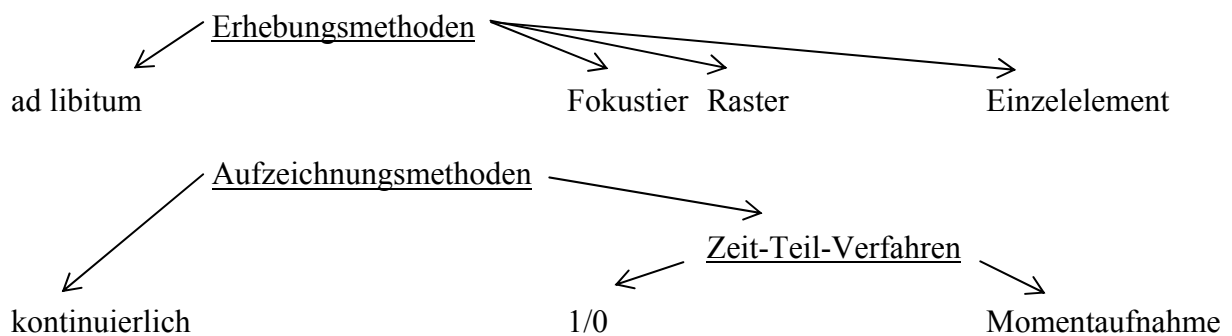 Erhebungsmethoden
ad libitum Fokustier Raster Einzelelement
Aufzeichnungsmethoden
Zeit-Teil-Verfahren
kontinuierlich 1/0 Momentaufnahme